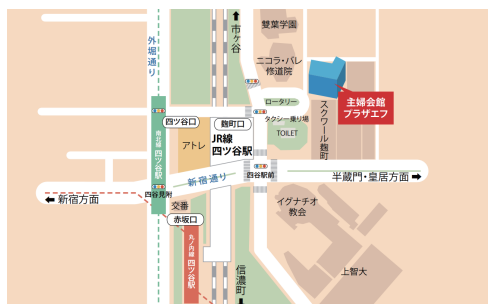 雙葉学園
外堀通り
市ヶ谷
ニコラ・バレ
修道院
主婦会館
プラザエフ
ロータリー
タクシー乗り場
TOILET
スクワール麹町
四ツ谷口
麹町口
アトレ
JR線
四ツ谷駅
南北線 四ツ谷駅
新宿通り
四谷駅前
半蔵門・皇居方面
新宿方面
四谷見附
交番
赤坂口
丸ノ内線 四ツ谷駅
イグナチオ
教会
信濃町
上智大